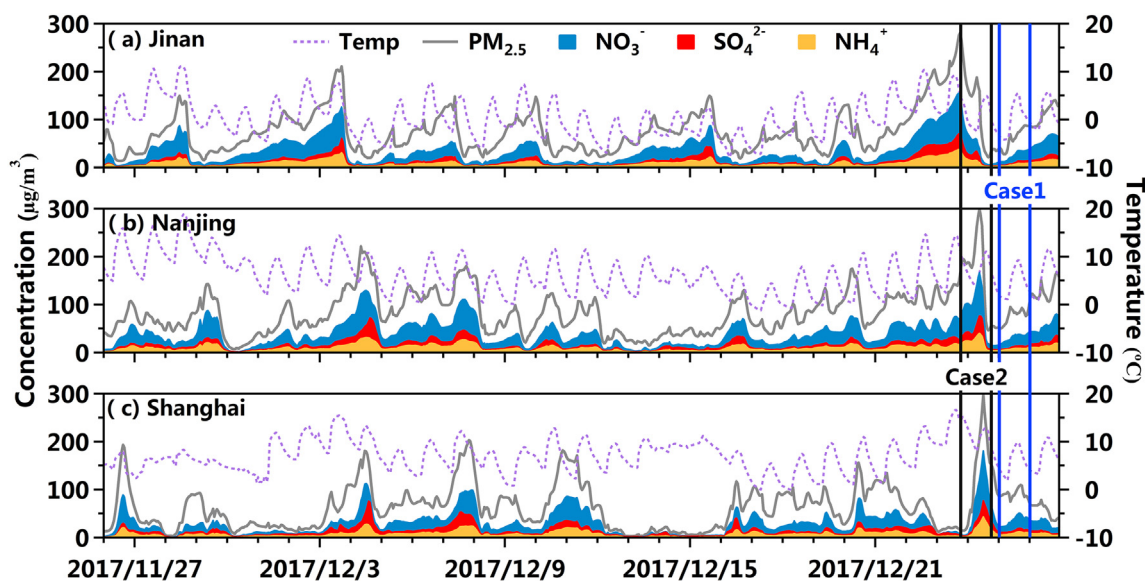 300 20
( a) Jinan Temp PM2.5 NO3- SO42- NH4+
200 10
100 0
0 -10
Case1
300 20
( b) Nanjing
200 10
100 0
0 -10
Case2
300 20
( c) Shanghai
200 10
100 0
0 -10
2017/11/27 2017/12/3 2017/12/9 2017/12/15 2017/12/21
Concentration (μg/m3)
Temperature (°C)